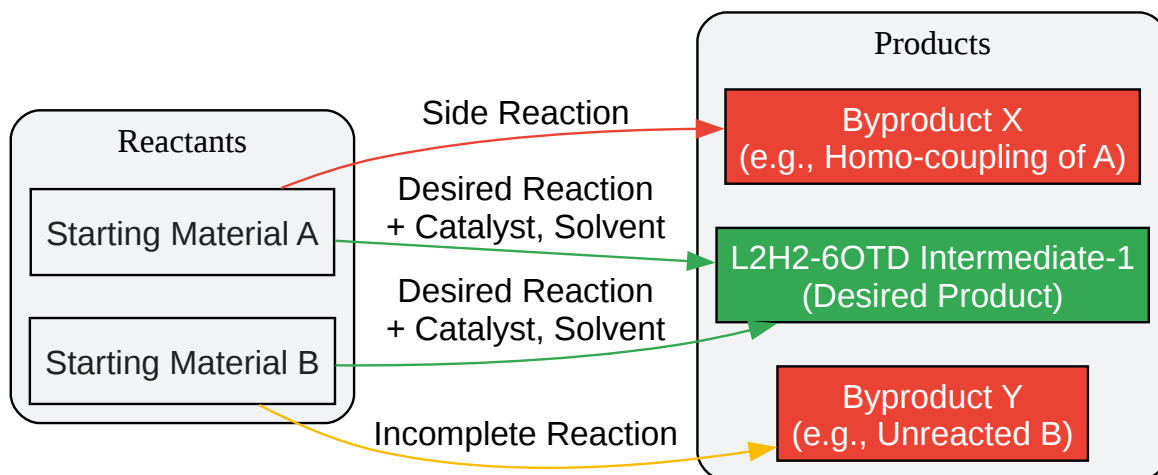 Reactants
Starting Material A
Starting Material B
Side Reaction
Desired Reaction
+ Catalyst, Solvent
Desired Reaction
+ Catalyst, Solvent
Incomplete Reaction
Products
Byproduct X
(e.g., Homo-coupling of A)
L2H2-6OTD Intermediate-1
(Desired Product)
Byproduct Y
(e.g., Unreacted B)